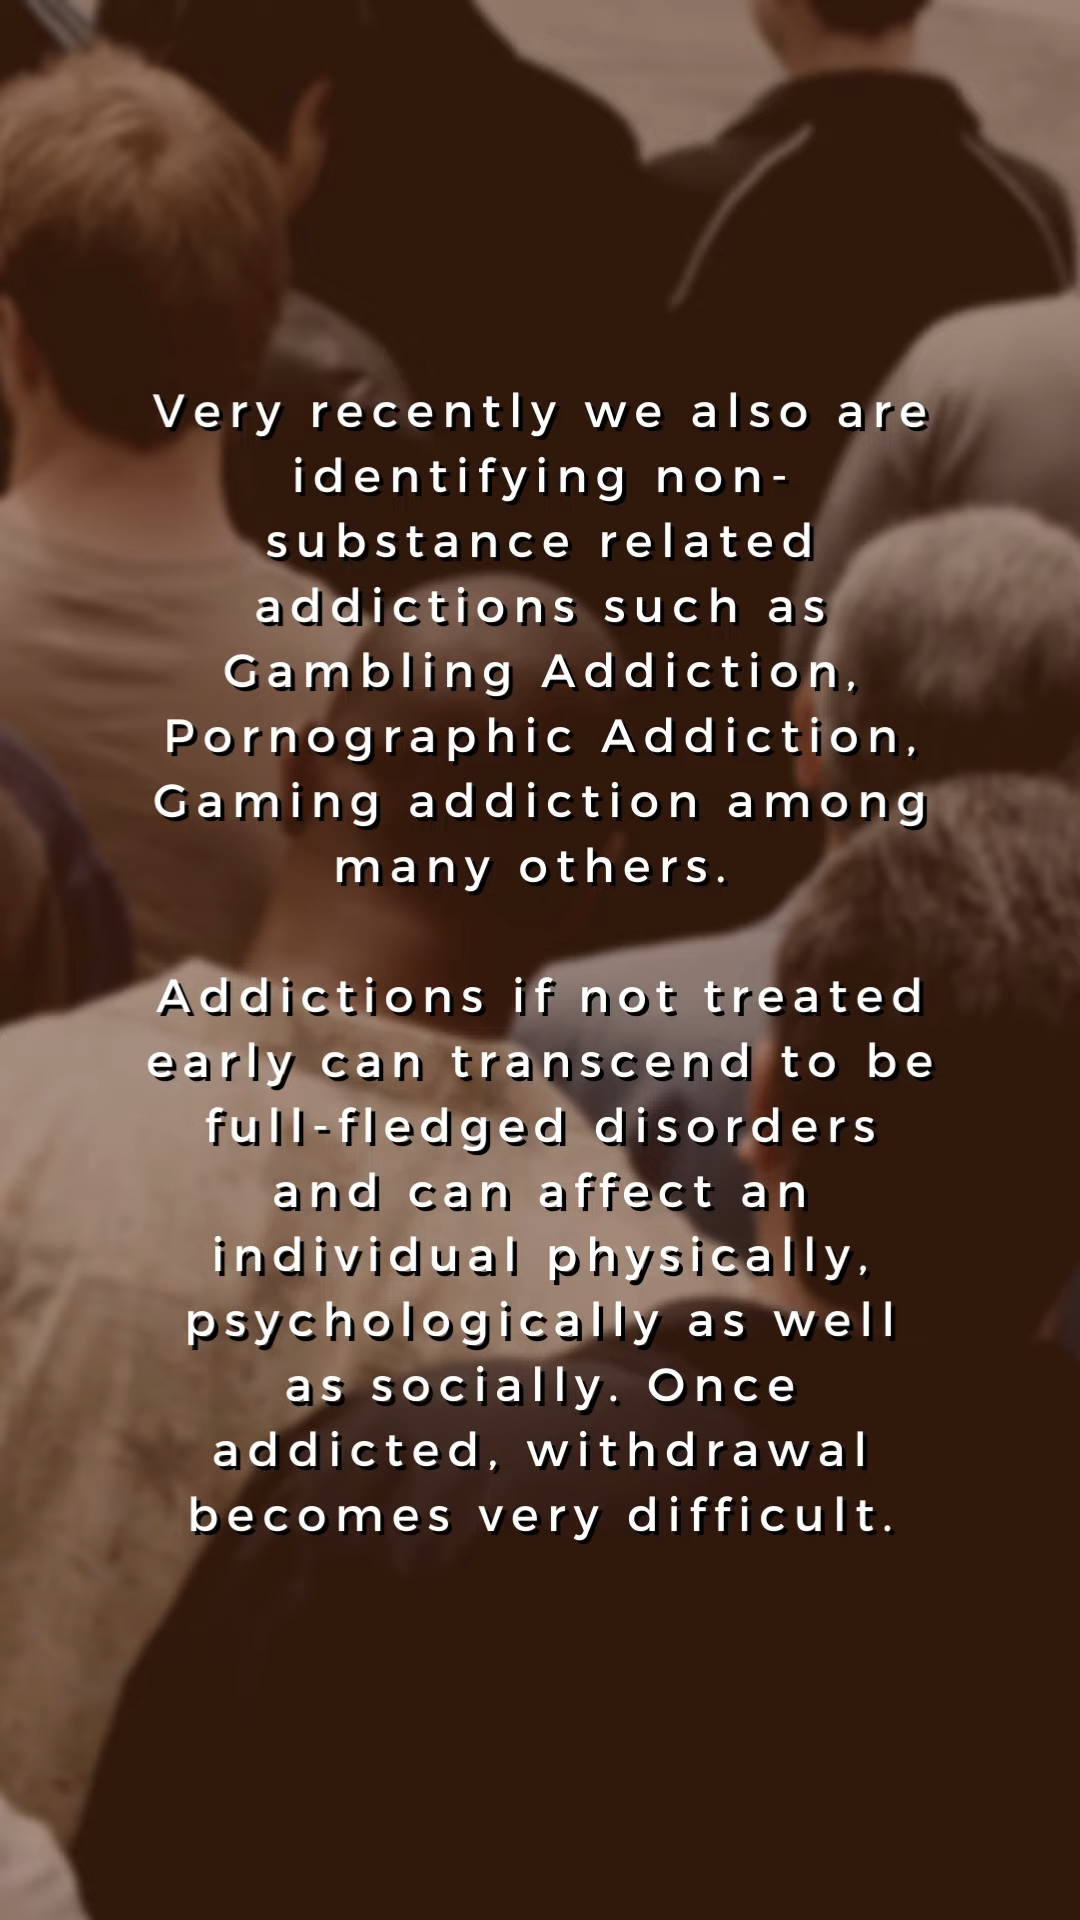 Very recently we also are
identifying non-
substance related
addictions such as
Gambling Addiction,
Pornographic Addiction,
Gaming addiction among
many others.
Addictions if not treated
early can transcend to be
full-fledged disorders
and can affect an
individual physically,
psychologically as well
as socially. Once
addicted, withdrawal
becomes very difficult.